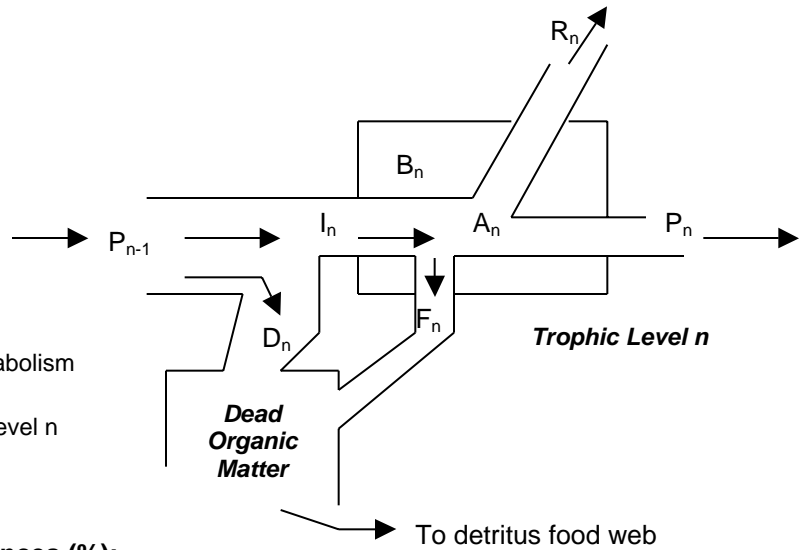 Rn
Bn
Pn-1 In An Pn
Fn
Dn
Trophic Level n
abolism
evel n
Dead
Organic
Matter
To detritus food web